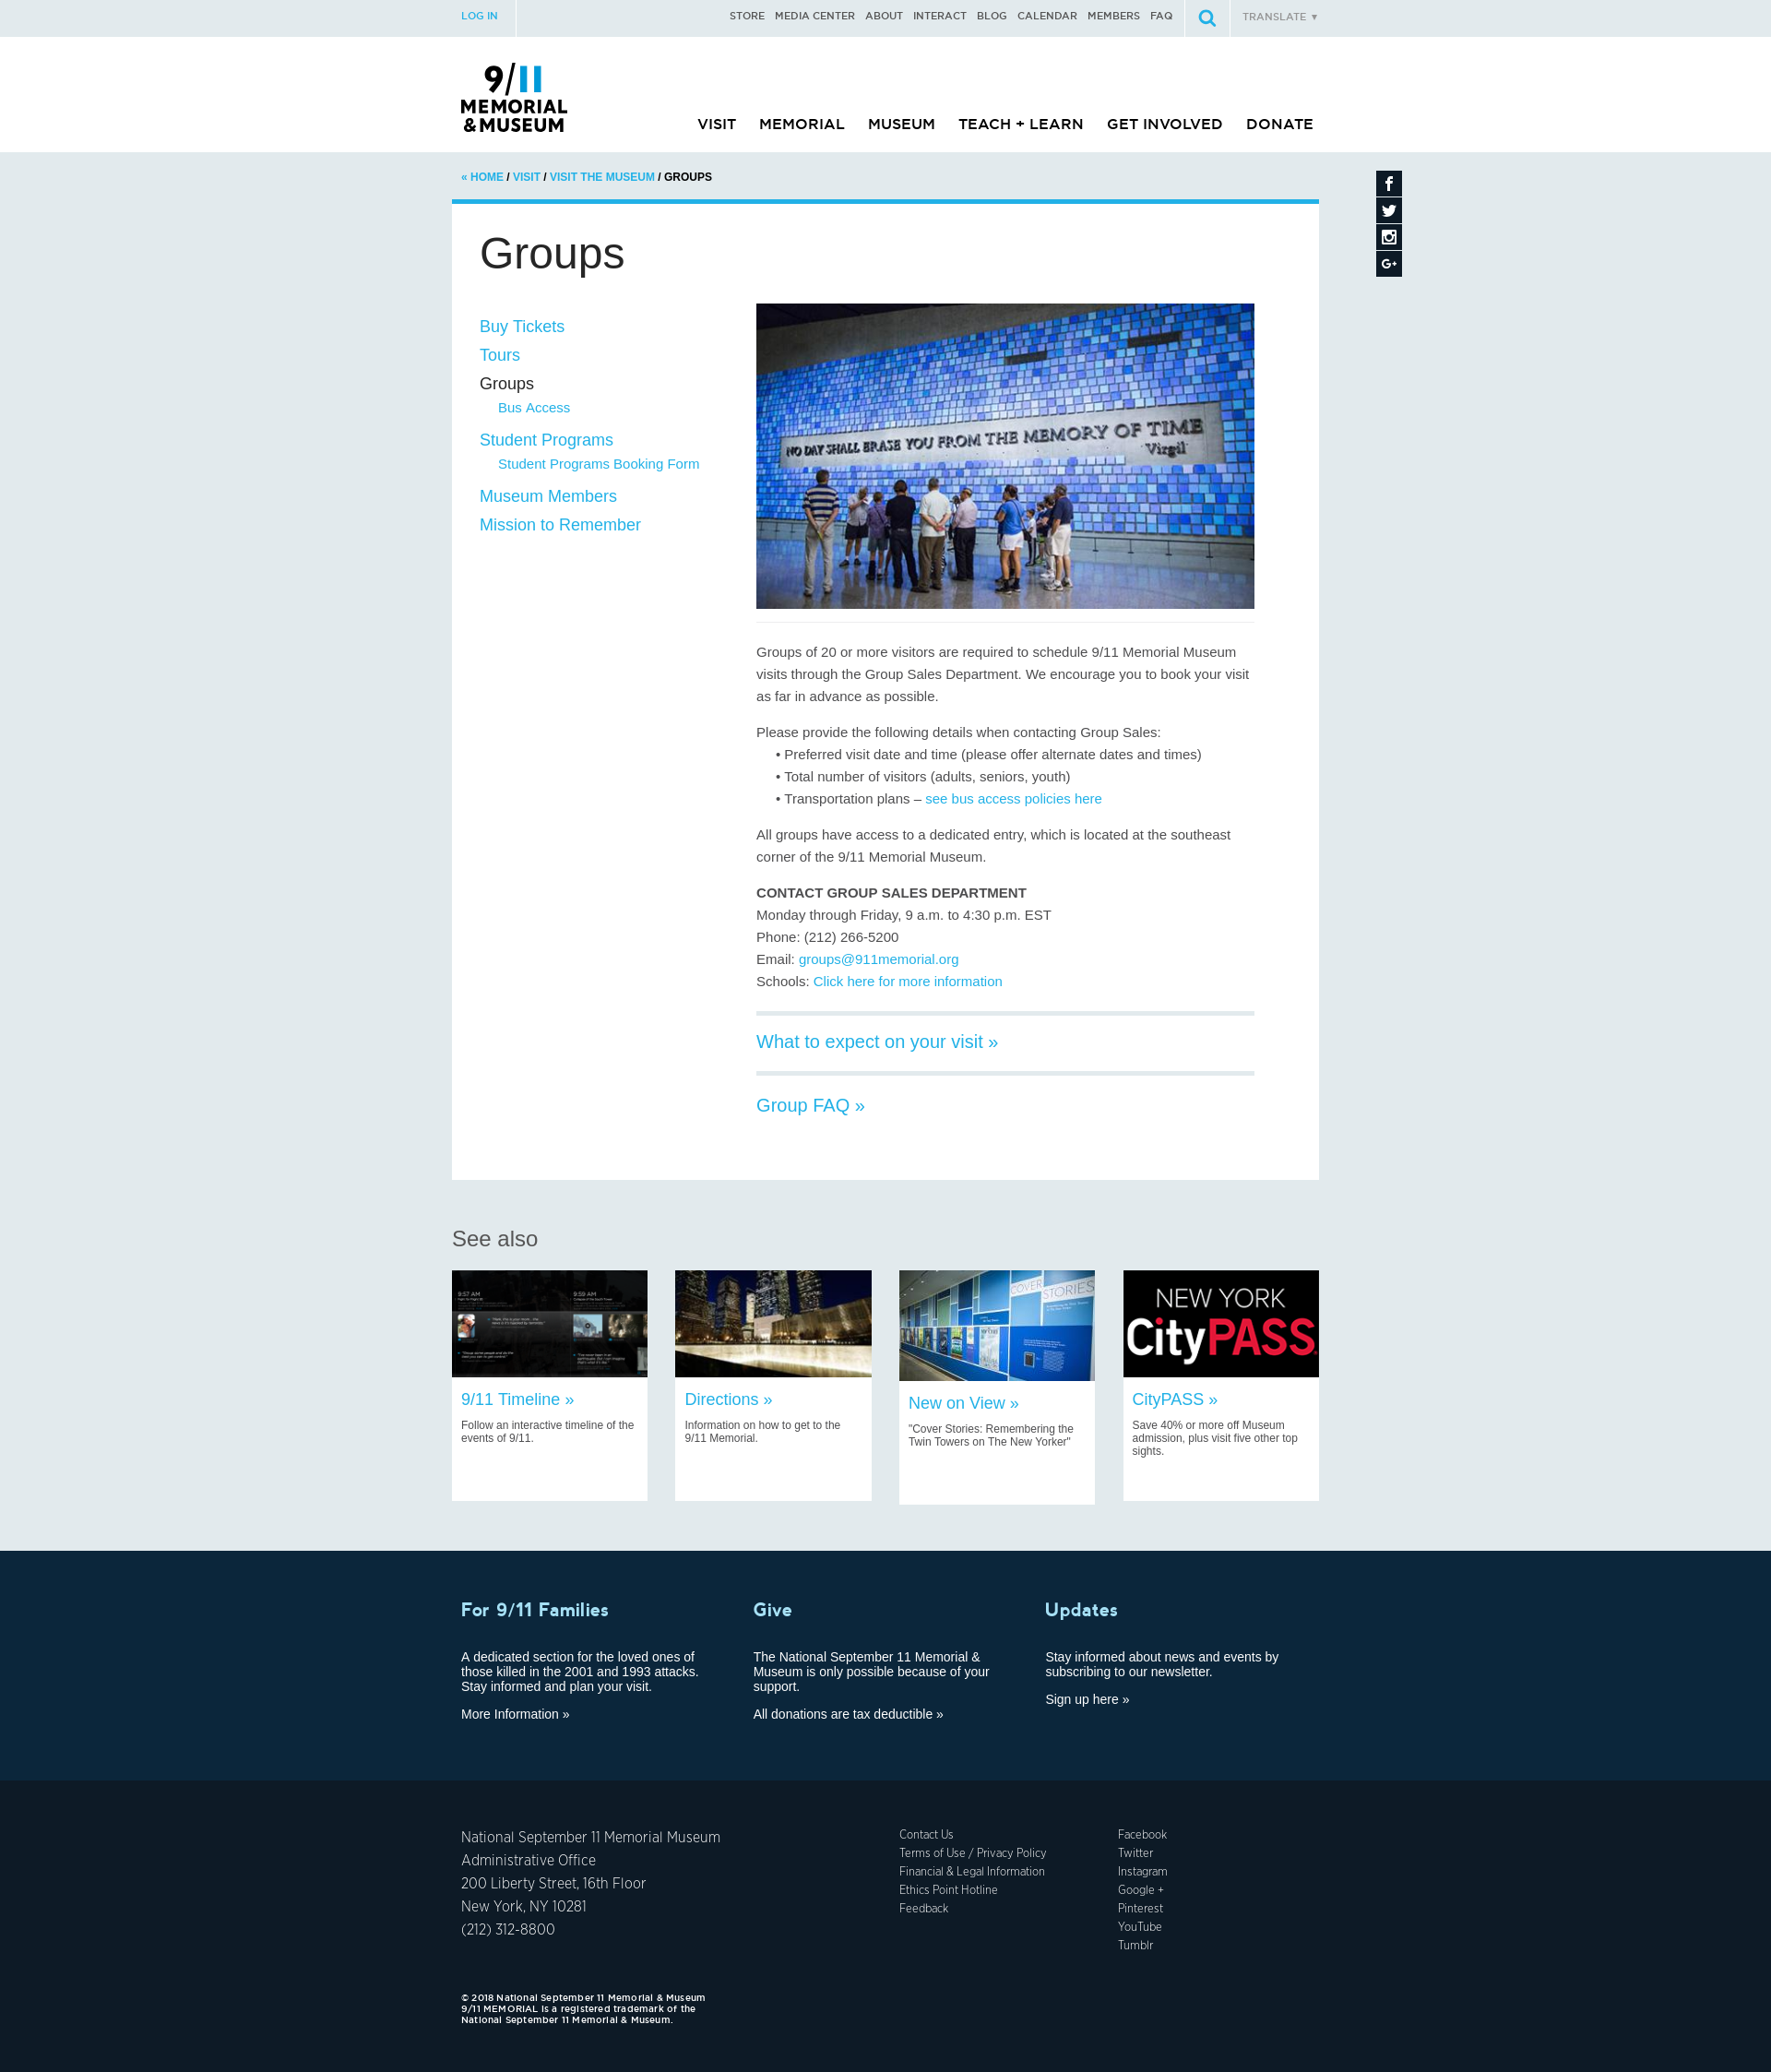 LOG IN
STORE MEDIA CENTER ABOUT INTERACT BLOG CALENDAR MEMBERS FAQ
TRANSLATE ▼
9/11
MEMORIAL
& MUSEUM
VISIT MEMORIAL MUSEUM TEACH + LEARN GET INVOLVED DONATE
« HOME / VISIT / VISIT THE MUSEUM / GROUPS
Groups
Buy Tickets
Tours
Groups
Bus Access
Student Programs
Student Programs Booking Form
Museum Members
Mission to Remember
NO DAY SHALL ERASE YOU FROM THE MEMORY OF TIME
Virgil
Groups of 20 or more visitors are required to schedule 9/11 Memorial Museum
visits through the Group Sales Department. We encourage you to book your visit
as far in advance as possible.
Please provide the following details when contacting Group Sales:
• Preferred visit date and time (please offer alternate dates and times)
• Total number of visitors (adults, seniors, youth)
• Transportation plans – see bus access policies here
All groups have access to a dedicated entry, which is located at the southeast
corner of the 9/11 Memorial Museum.
CONTACT GROUP SALES DEPARTMENT
Monday through Friday, 9 a.m. to 4:30 p.m. EST
Phone: (212) 266-5200
Email: groups@911memorial.org
Schools: Click here for more information
What to expect on your visit »
Group FAQ »
See also
9:57 AM
9:59 AM
COVER STORIES
NEW YORK
CityPASS
9/11 Timeline »
Follow an interactive timeline of the
events of 9/11.
Directions »
Information on how to get to the
9/11 Memorial.
New on View »
"Cover Stories: Remembering the
Twin Towers on The New Yorker"
CityPASS »
Save 40% or more off Museum
admission, plus visit five other top
sights.
For 9/11 Families
A dedicated section for the loved ones of
those killed in the 2001 and 1993 attacks.
Stay informed and plan your visit.
More Information »
Give
The National September 11 Memorial &
Museum is only possible because of your
support.
All donations are tax deductible »
Updates
Stay informed about news and events by
subscribing to our newsletter.
Sign up here »
National September 11 Memorial Museum
Administrative Office
200 Liberty Street, 16th Floor
New York, NY 10281
(212) 312-8800
Contact Us
Terms of Use / Privacy Policy
Financial & Legal Information
Ethics Point Hotline
Feedback
Facebook
Twitter
Instagram
Google +
Pinterest
YouTube
Tumblr
© 2018 National September 11 Memorial & Museum
9/11 MEMORIAL is a registered trademark of the
National September 11 Memorial & Museum.